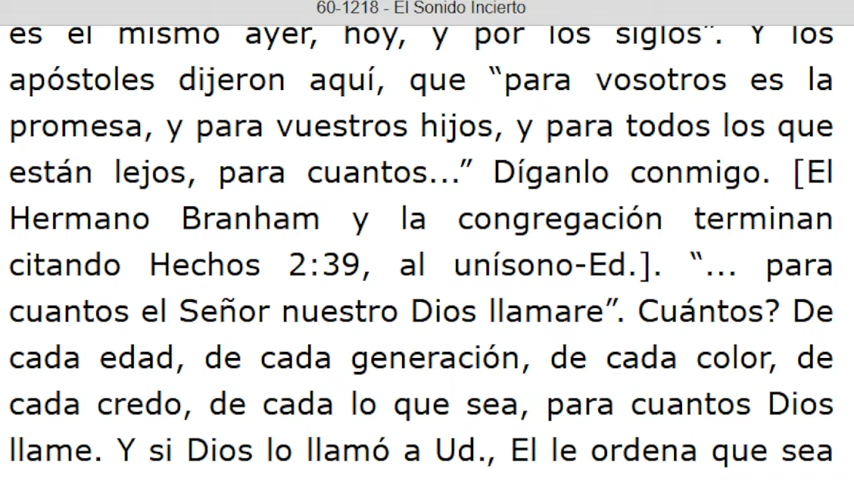 60-1218 - El Sonido Incierto
es el mismo ayer, hoy, y por los siglos”. Y los
apóstoles dijeron aquí, que “para vosotros es la
promesa, y para vuestros hijos, y para todos los que
están lejos, para cuantos...” Díganlo conmigo. [El
Hermano Branham y la congregación terminan
citando Hechos 2:39, al unísono-Ed.]. “... para
cuantos el Señor nuestro Dios llamare”. Cuántos? De
cada edad, de cada generación, de cada color, de
cada credo, de cada lo que sea, para cuantos Dios
llame. Y si Dios lo llamó a Ud., El le ordena que sea